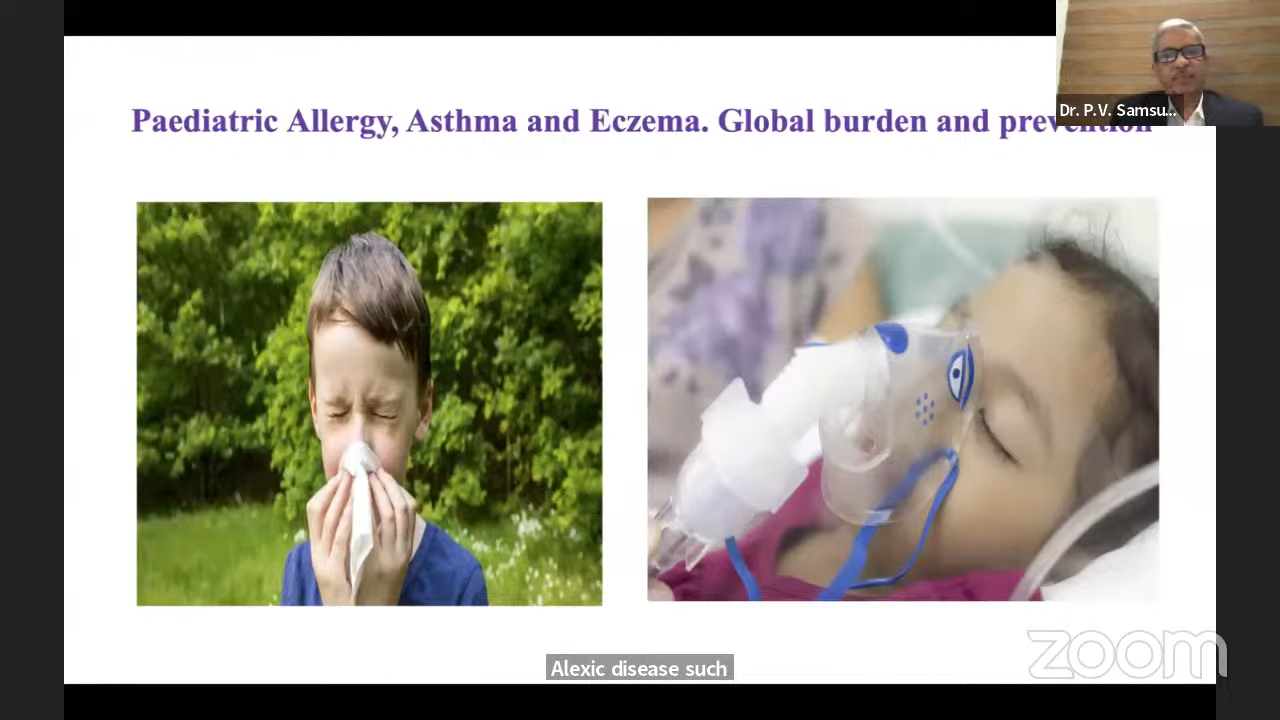 Paediatric Allergy, Asthma and Eczema. Global burden and prevention
Dr. P.V. Samsu...
Alexic disease such
zoom